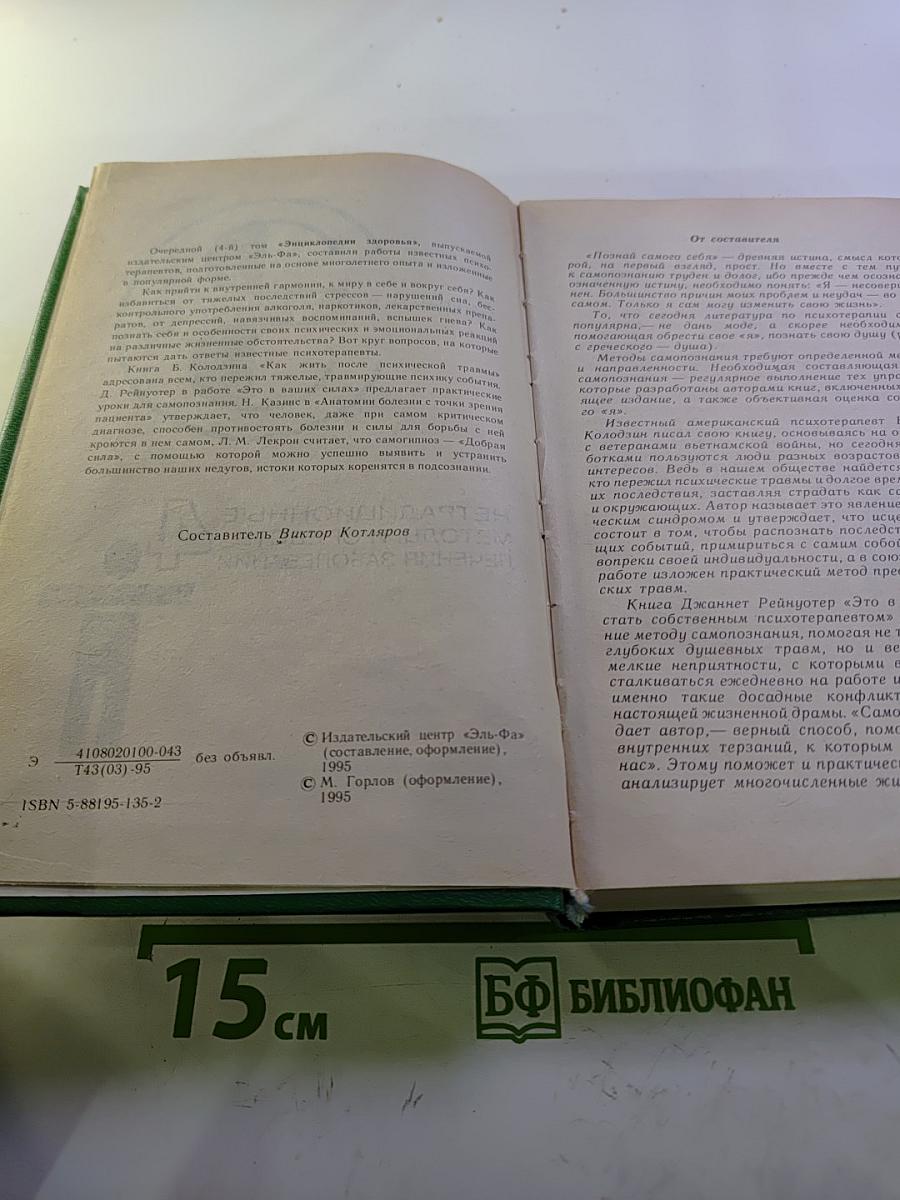 Очередной (4-й) том «Энциклопедии здоровья», выпускаемой
издательским центром «Эль-Фа», составили работы известных психо-
терапевтов, подготовленные на основе многолетнего опыта и изложенные
в популярной форме.
Как прийти к внутренней гармонии, к миру в себе и вокруг себя? Как
избавиться от тяжелых последствий стрессов — нарушений сна, бес-
контрольного употребления алкоголя, наркотиков, лекарственных препа-
ратов, от депрессий, навязчивых воспоминаний, вспышек гнева? Как
познать себя и особенности своих психических и эмоциональных реакций
на различные жизненные обстоятельства? Вот круг вопросов, на которые
пытаются дать ответы известные психотерапевты.
Книга Б. Колодзина «Как жить после психической травмы»
адресована всем, кто пережил тяжелые, травмирующие психику события.
Д. Рейнуотер в работе «Это в ваших силах» предлагает практические
уроки для самопознания. Н. Казинс в «Анатомии болезни с точки зрения
пациента» утверждает, что человек, даже при самом критическом
диагнозе, способен противостоять болезни и силы для борьбы с ней
кроются в нем самом, Л. М. Лекрон считает, что самогипноз — «Добрая
сила», с помощью которой можно успешно выявить и устранить
большинство наших недугов, истоки которых коренятся в подсознании.
Составитель Виктор Котляров
Э 4108020100-043
Т43(03)-95
без объявл.
© Издательский центр «Эль-Фа»
(составление, оформление),
1995
© М. Горлов (оформление),
1995
ISBN 5-88195-135-2
От составителя
«Познай самого себя» — древняя истина, смысл кото
рой, на первый взгляд, прост. Но вместе с тем пу
к самопознанию труден и долог, ибо прежде чем осозна
означенную истину, необходимо понять: «Я — несоверш
нен. Большинство причин моих проблем и неудач — во
самом. Только я сам могу изменить свою жизнь».
То, что сегодня литература по психотерапии с
популярна,— не дань моде, а скорее необходим
помогающая обрести свое «я», познать свою душу (
с греческого — душа).
Методы самопознания требуют определенной ме
и направленности. Необходимая составляющая
самопознания — регулярное выполнение тех упра
которые разработаны авторами книг, включенных
ящее издание, а также объективная оценка со
го «я».
Известный американский психотерапевт
Колодзин писал свою книгу, основываясь на о
с ветеранами вьетнамской войны, но сегодня
ботками пользуются люди разных возрастов
интересов. Ведь в нашем обществе найдется
кто пережил психические травмы и долгое вре
их последствия, заставляя страдать как со
и окружающих. Автор называет это явление
ческим синдромом и утверждает, что исце
состоит в том, чтобы распознать последст
щих событий, примириться с самим собой
вопреки своей индивидуальности, а в сою
работе изложен практический метод прео
ских травм.
Книга Джаннет Рейнуотер «Это в
стать собственным психотерапевтом»
ние методу самопознания, помогая не т
глубоких душевных травм, но и ве
мелкие неприятности, с которыми в
сталкиваться ежедневно на работе и
именно такие досадные конфликт
настоящей жизненной драмы. «Само
дает автор,— верный способ, помо
внутренних терзаний, к которым
нас». Этому поможет и практичес
анализирует многочисленные жи
15 см
БФ БИБЛИОФАН